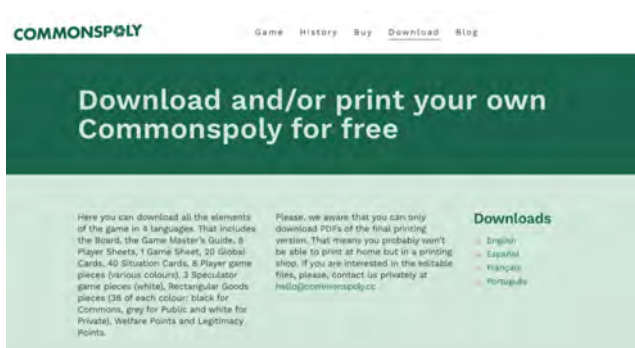 COMMONSPOLY
Game History Buy Download Blog
Download and/or print your own
Commonspoly for free
Here you can download all the elements
of the game in 4 languages. That includes
the Board, the Game Master's Guide, 8
Player Sheets, 1 Game Sheet, 20 Global
Cards, 40 Situation Cards, 8 Player game
pieces (various colours), 3 Speculator
game pieces (white), Rectangular Goods
pieces (38 of each colour: black for
Commons, grey for Public and white for
Private), Welfare Points and Legitimacy
Points.
Please, we aware that you can only
download PDFs of the final printing
version. That means you probably won't
be able to print at home but in a printing
shop. If you are interested in the editable
files, please, contact us privately at
hello@commonspoly.cc
Downloads
English
Español
Français
Português